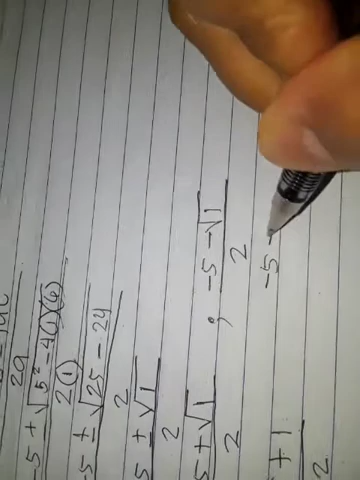 2a
-5 ± √5² - 4(1)(6)
2(1)
-5 ± √25 - 24
2
5 ± √1
2
5 + √1 / 2 ; -5 - √1 / 2
+ 1 / 2 -5 -